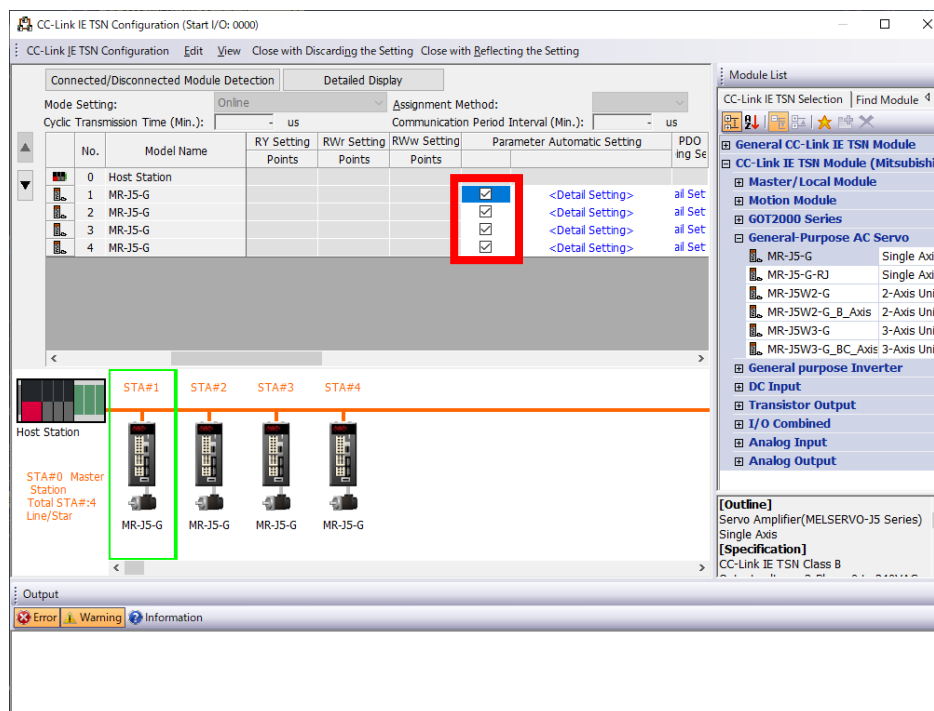 CC-Link IE TSN Configuration (Start I/O: 0000)
CC-Link IE TSN Configuration Edit View Close with Discarding the Setting Close with Reflecting the Setting
Connected/Disconnected Module Detection Detailed Display
Mode Setting: Online Assignment Method:
Cyclic Transmission Time (Min.): - us Communication Period Interval (Min.): - us
No. Model Name RY Setting RWr Setting RWw Setting Parameter Automatic Setting PDO
Points Points Points ing Se
0 Host Station
1 MR-J5-G <Detail Setting> ail Set
2 MR-J5-G <Detail Setting> ail Set
3 MR-J5-G <Detail Setting> ail Set
4 MR-J5-G <Detail Setting> ail Set
STA#1 STA#2 STA#3 STA#4
Host Station
STA#0 Master
Station
Total STA#:4
Line/Star
MR-J5-G MR-J5-G MR-J5-G MR-J5-G
Module List
CC-Link IE TSN Selection Find Module
General CC-Link IE TSN Module
CC-Link IE TSN Module (Mitsubishi
Master/Local Module
Motion Module
GOT2000 Series
General-Purpose AC Servo
MR-J5-G Single Axi
MR-J5-G-RJ Single Axi
MR-J5W2-G 2-Axis Uni
MR-J5W2-G_B_Axis 2-Axis Uni
MR-J5W3-G 3-Axis Uni
MR-J5W3-G_BC_Axis 3-Axis Uni
General purpose Inverter
DC Input
Transistor Output
I/O Combined
Analog Input
Analog Output
[Outline]
Servo Amplifier(MELSERVO-J5 Series)
Single Axis
[Specification]
CC-Link IE TSN Class B
Output
Error Warning Information